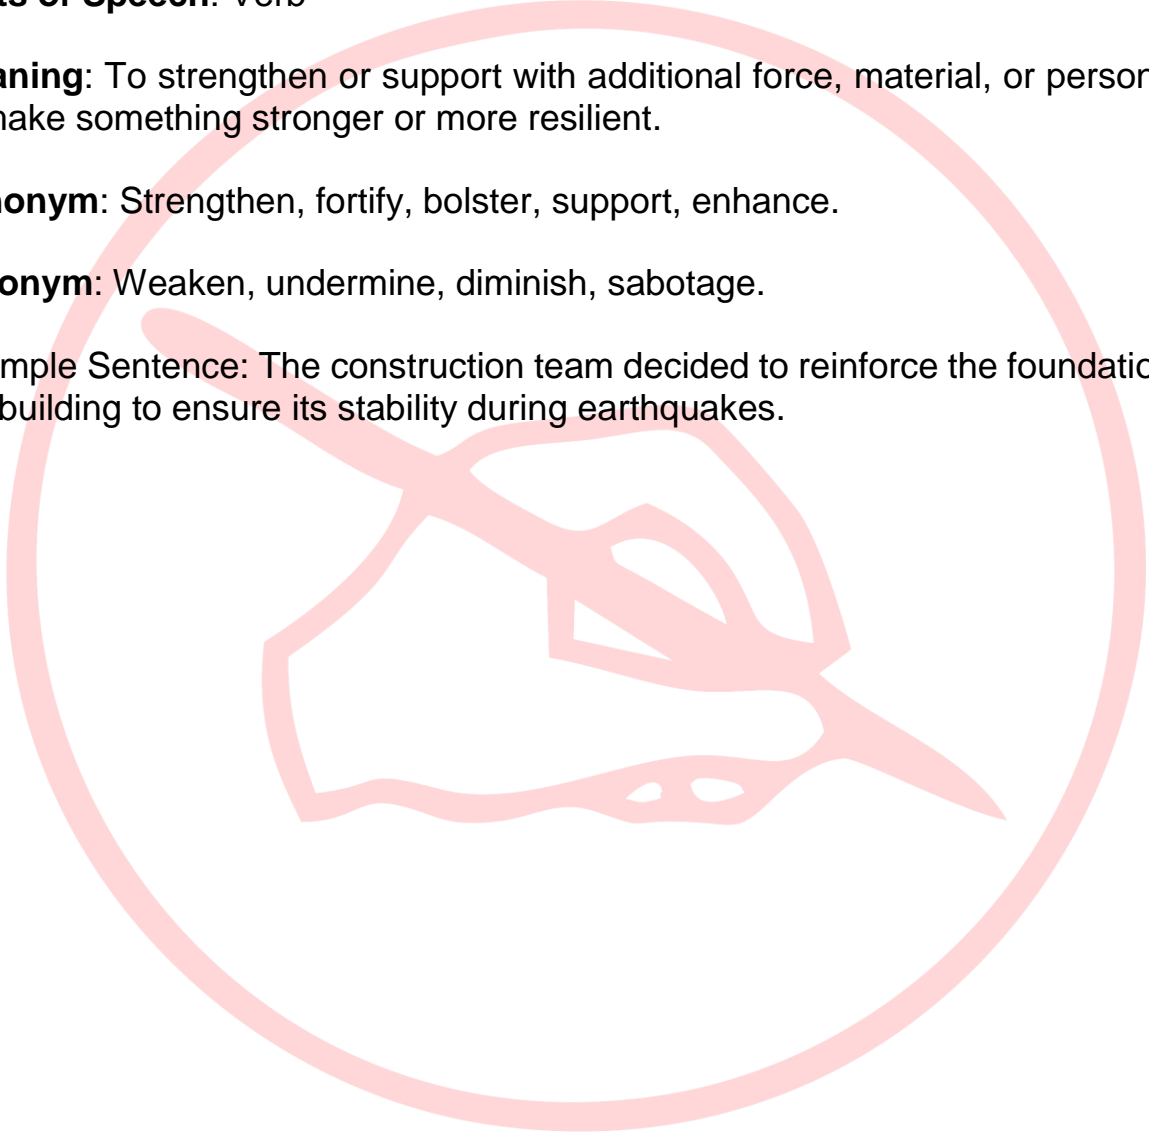 ts of Speech: Verb
aning: To strengthen or support with additional force, material, or person
make something stronger or more resilient.
nonym: Strengthen, fortify, bolster, support, enhance.
onym: Weaken, undermine, diminish, sabotage.
mple Sentence: The construction team decided to reinforce the foundatio
building to ensure its stability during earthquakes.